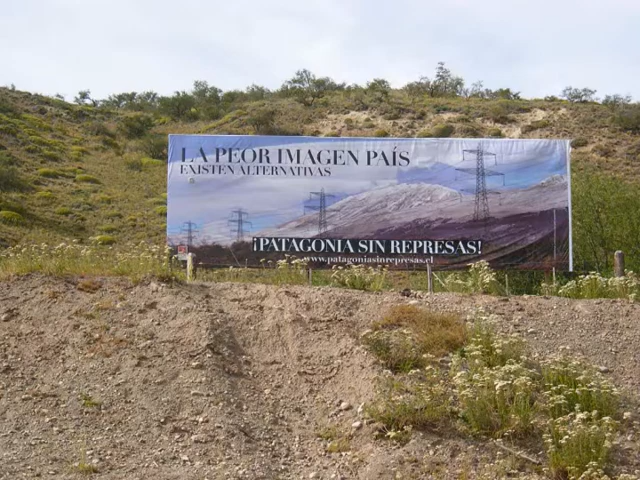 LA PEOR IMAGEN PAÍS
EXISTEN ALTERNATIVAS
¡PATAGONIA SIN REPRESAS!
www.patagoniasinrepresas.cl